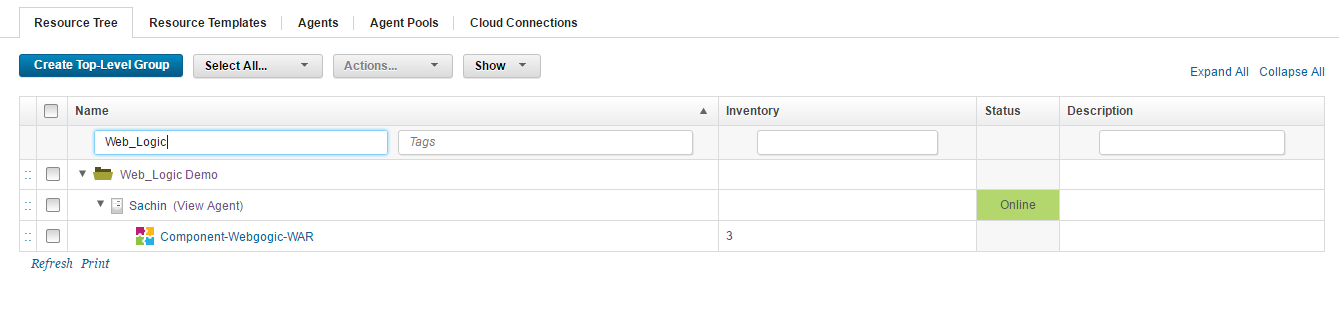 Resource Tree Resource Templates Agents Agent Pools Cloud Connections
Create Top-Level Group Select All... Actions... Show
Expand All Collapse All
Name Inventory Status Description
Web_Logic Tags
Web_Logic Demo
Sachin (View Agent) Online
Component-Webgogic-WAR 3
Refresh Print